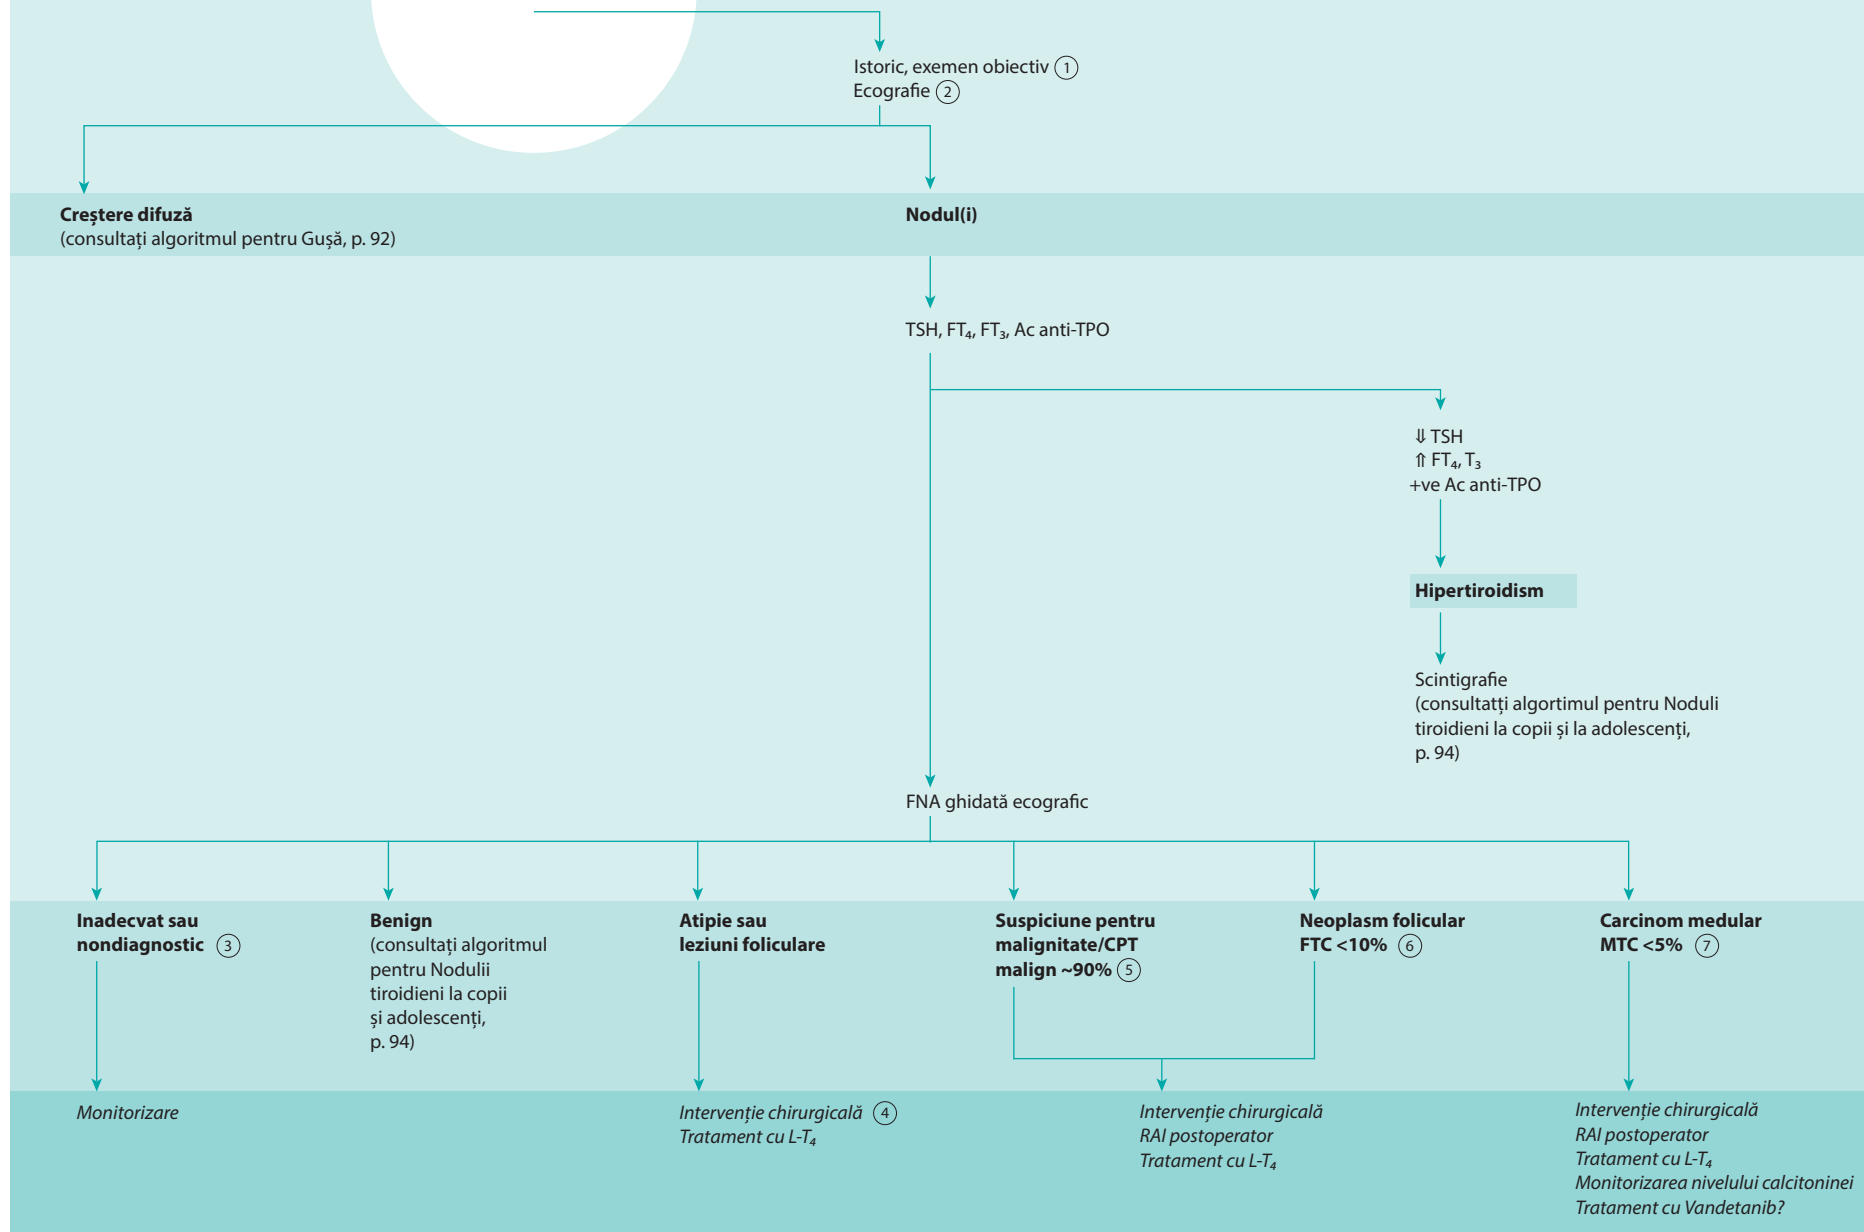 Istoric, exemen obiectiv 1
Ecografie 2
Creștere difuză
(consultați algoritmul pentru Gușă, p. 92)
Nodul(i)
TSH, FT₄, FT₃, Ac anti-TPO
⇓ TSH
⇑ FT₄, T₃
+ve Ac anti-TPO
Hipertiroidism
Scintigrafie
(consultatți algortimul pentru Noduli
tiroidieni la copii și la adolescenți,
p. 94)
FNA ghidată ecografic
Inadecvat sau
nondiagnostic 3
Benign
(consultați algoritmul
pentru Nodulii
tiroidieni la copii
și adolescenți,
p. 94)
Atipie sau
leziuni foliculare
Suspiciune pentru
malignitate/CPT
malign ~90% 5
Neoplasm folicular
FTC <10% 6
Carcinom medular
MTC <5% 7
Monitorizare
Intervenție chirurgicală 4
Tratament cu L-T₄
Intervenție chirurgicală
RAI postoperator
Tratament cu L-T₄
Intervenție chirurgicală
RAI postoperator
Tratament cu L-T₄
Monitorizarea nivelului calcitoninei
Tratament cu Vandetanib?